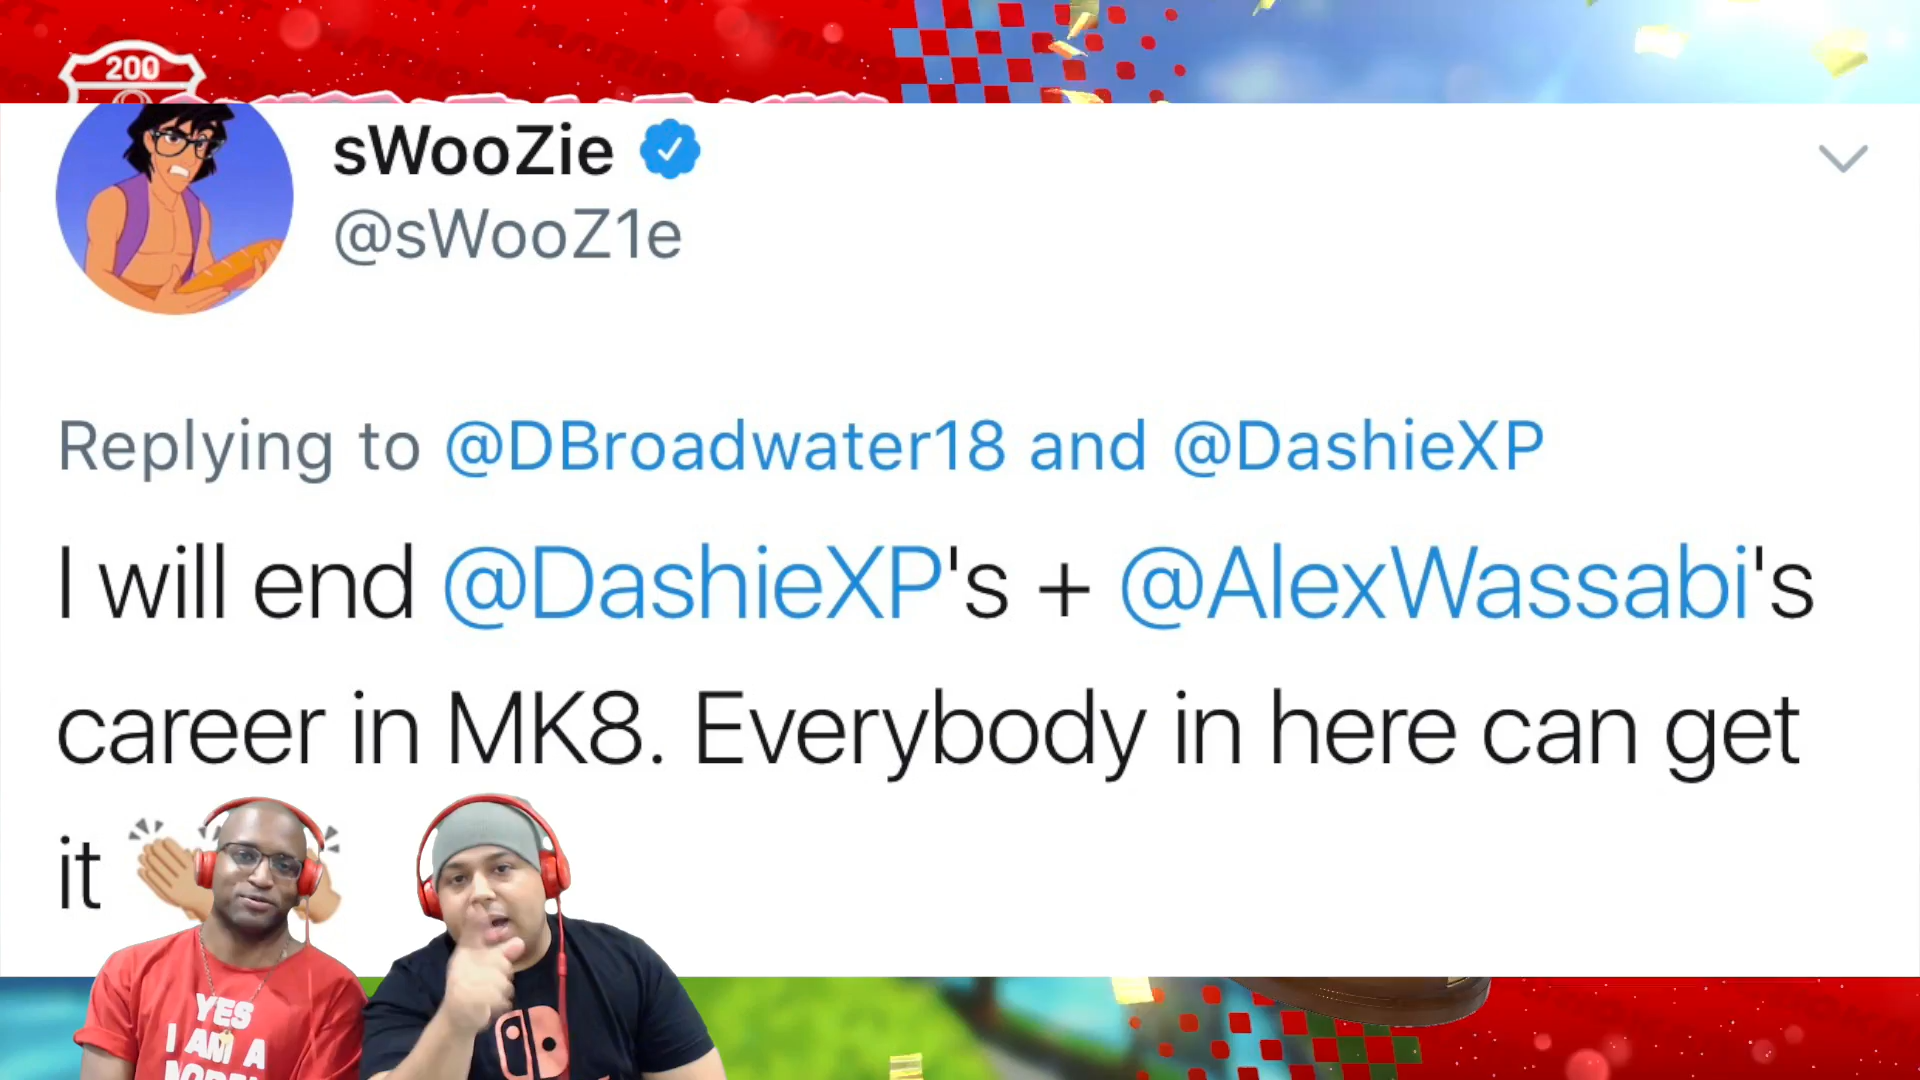 200
sWooZie
@sWooZ1e
Replying to @DBroadwater18 and @DashieXP
I will end @DashieXP's + @AlexWassabi's
career in MK8. Everybody in here can get
it
YES
I AM A